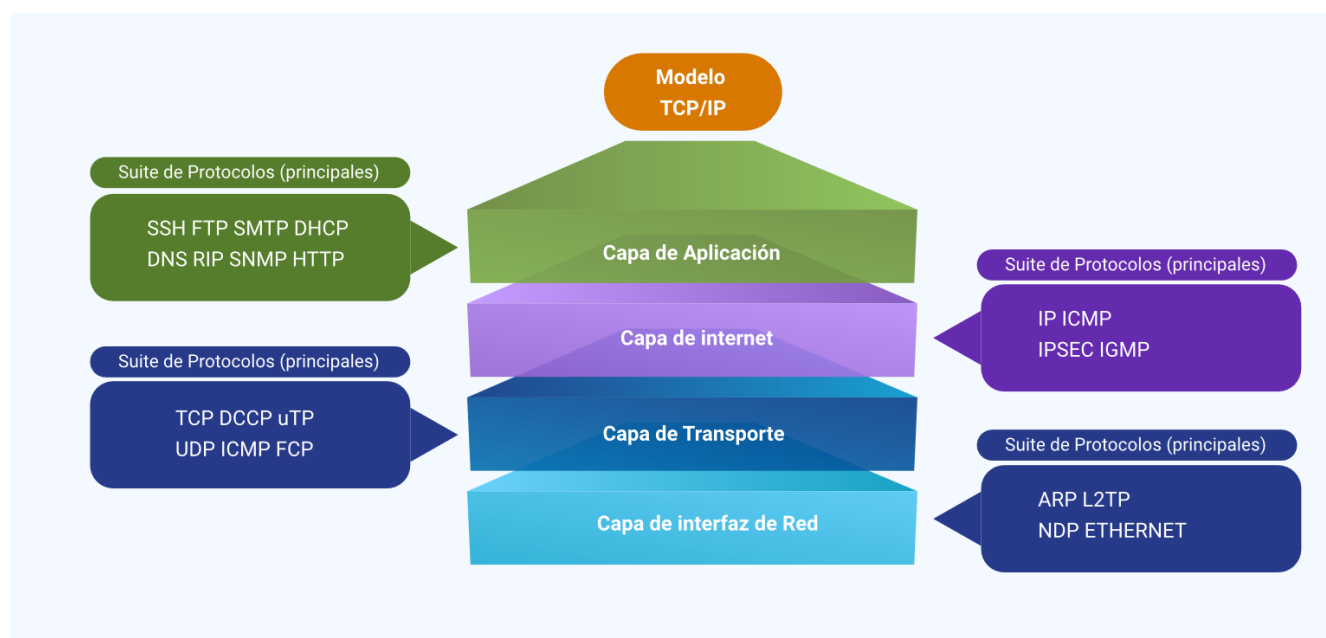 Modelo
TCP/IP
Suite de Protocolos (principales)
SSH FTP SMTP DHCP
DNS RIP SNMP HTTP
Capa de Aplicación
Suite de Protocolos (principales)
IP ICMP
IPSEC IGMP
Capa de internet
Suite de Protocolos (principales)
TCP DCCP uTP
UDP ICMP FCP
Capa de Transporte
Suite de Protocolos (principales)
ARP L2TP
NDP ETHERNET
Capa de interfaz de Red